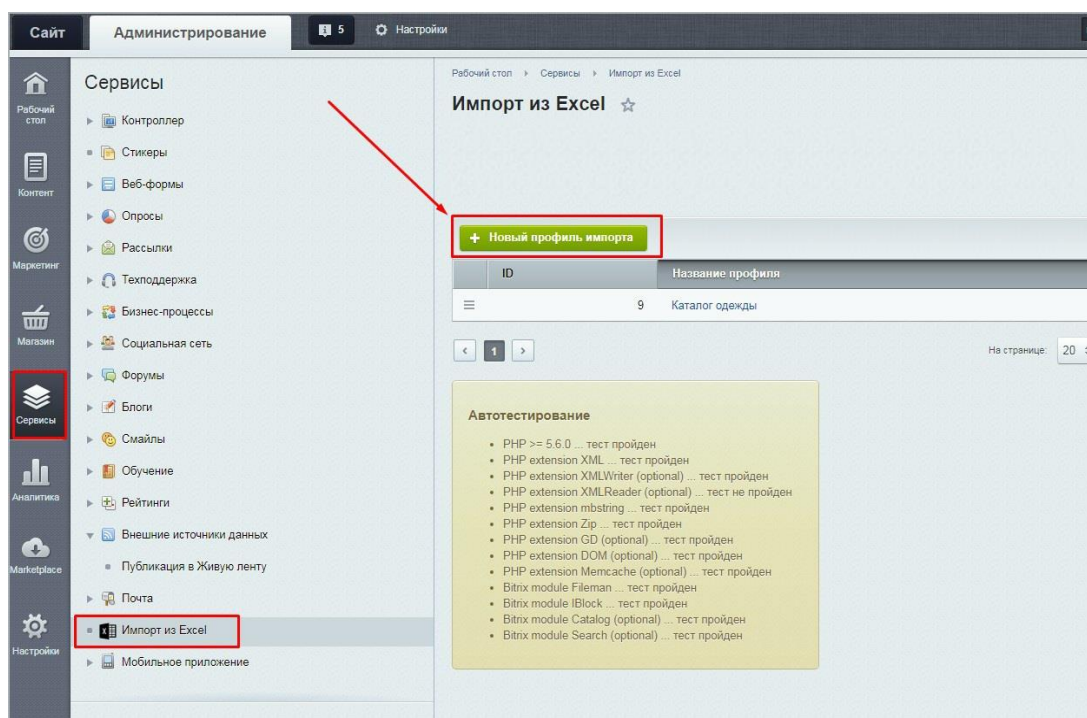 Сайт
Администрирование
5
Настройки
Рабочий стол
Контент
Маркетинг
Магазин
Сервисы
Аналитика
Marketplace
Настройки
Сервисы
Контроллер
Стикеры
Веб-формы
Опросы
Рассылки
Техподдержка
Бизнес-процессы
Социальная сеть
Форумы
Блоги
Смайлы
Обучение
Рейтинги
Внешние источники данных
Публикация в Живую ленту
Почта
Импорт из Excel
Мобильное приложение
Рабочий стол Сервисы Импорт из Excel
Импорт из Excel
+ Новый профиль импорта
ID Название профиля
9 Каталог одежды
1
На странице: 20
Автотестирование
PHP >= 5.6.0 ... тест пройден
PHP extension XML ... тест пройден
PHP extension XMLWriter (optional) ... тест пройден
PHP extension XMLReader (optional) ... тест не пройден
PHP extension mbstring ... тест пройден
PHP extension Zip ... тест пройден
PHP extension GD (optional) ... тест пройден
PHP extension DOM (optional) ... тест пройден
PHP extension Memcache (optional) ... тест пройден
Bitrix module Fileman ... тест пройден
Bitrix module IBlock ... тест пройден
Bitrix module Catalog (optional) ... тест пройден
Bitrix module Search (optional) ... тест пройден